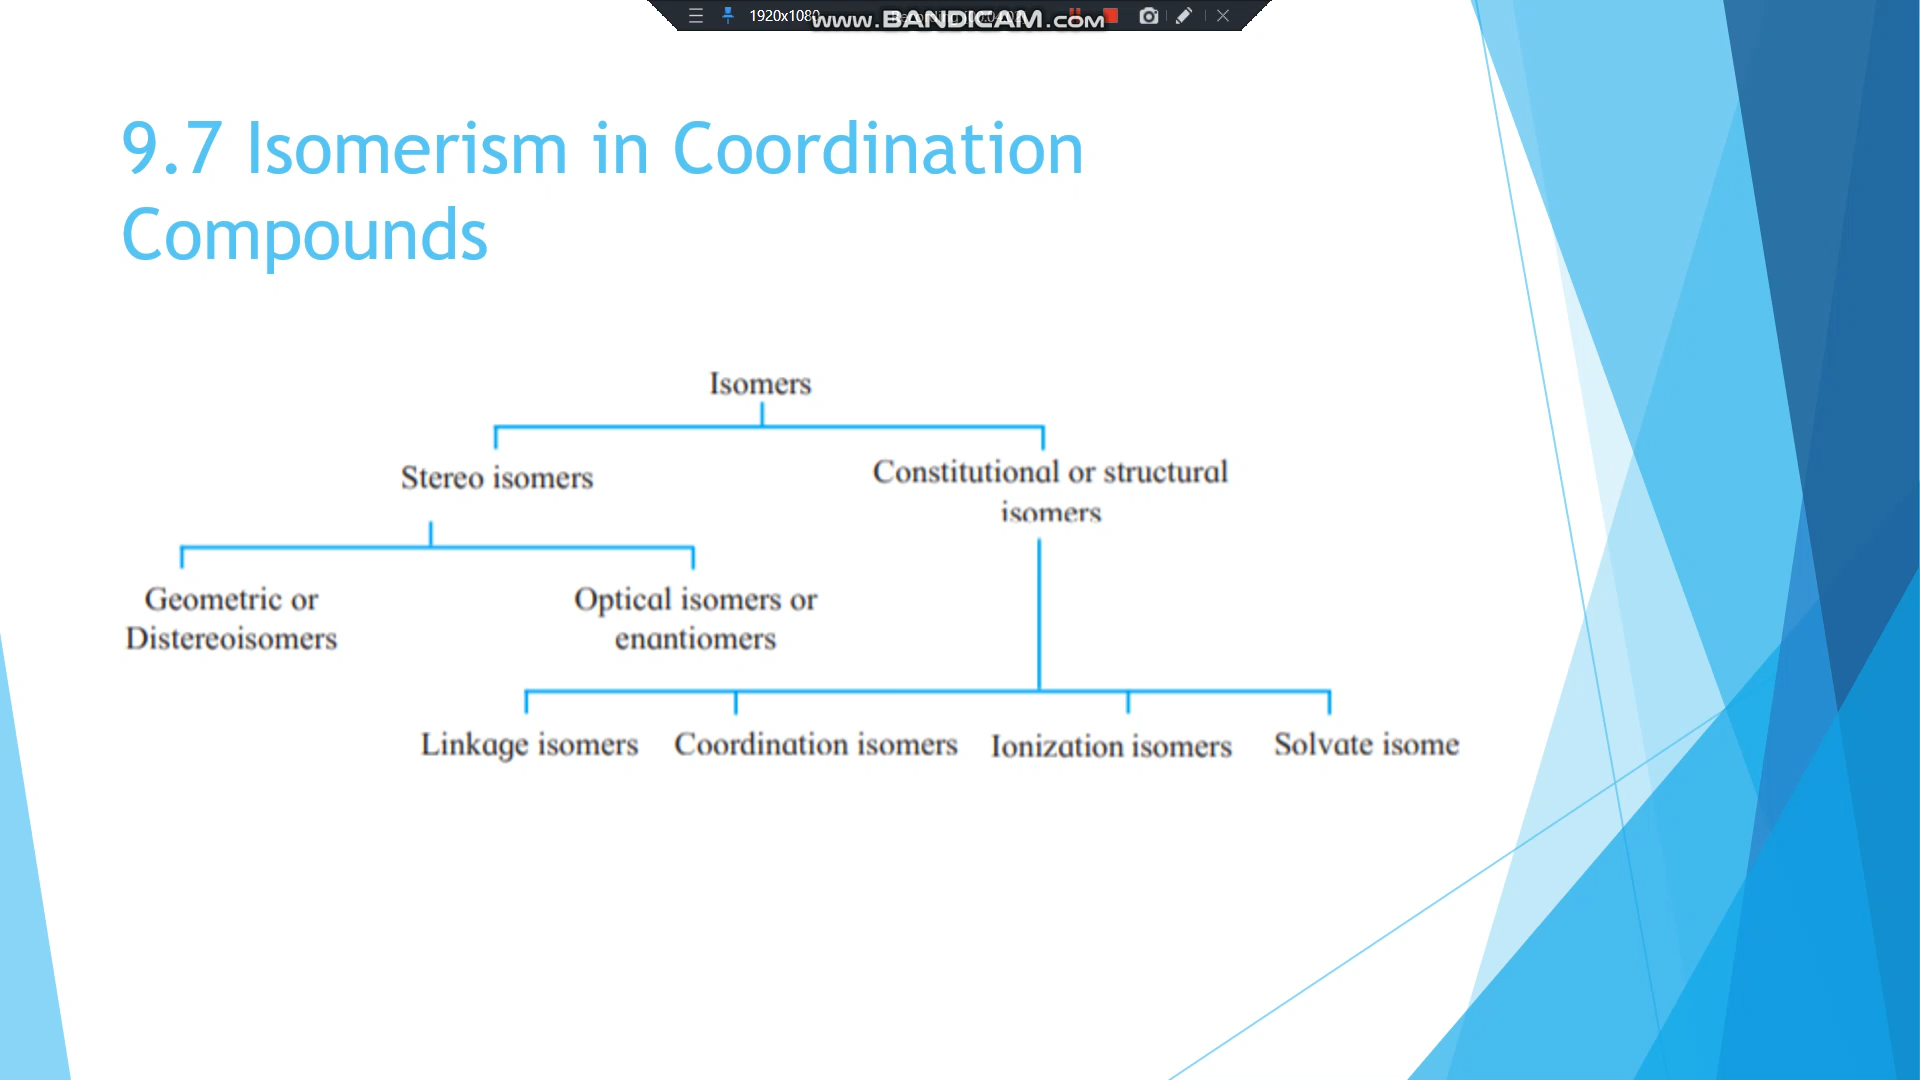 1920x1080
www.BANDICAM.com
9.7 Isomerism in Coordination
Compounds
Isomers
Stereo isomers
Constitutional or structural
isomers
Geometric or
Distereoisomers
Optical isomers or
enantiomers
Linkage isomers
Coordination isomers
Ionization isomers
Solvate isome